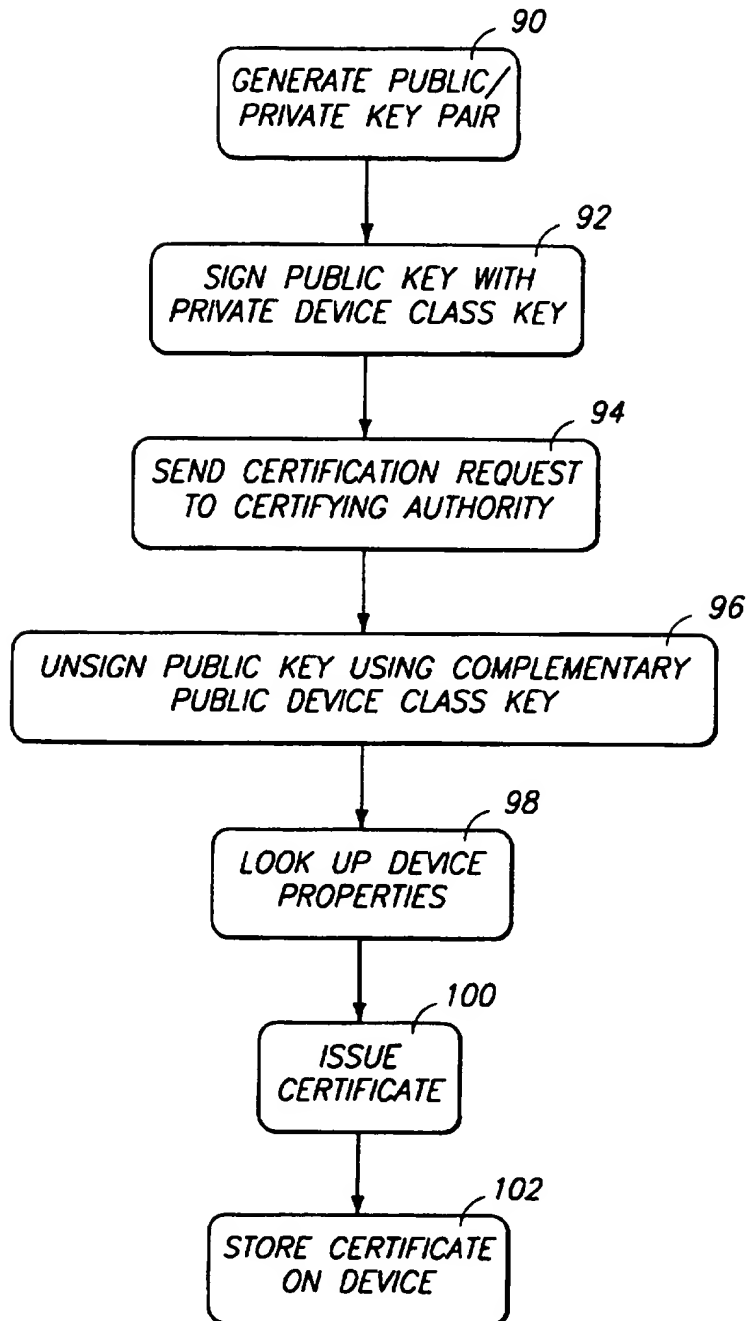 90
GENERATE PUBLIC/
PRIVATE KEY PAIR
92
SIGN PUBLIC KEY WITH
PRIVATE DEVICE CLASS KEY
94
SEND CERTIFICATION REQUEST
TO CERTIFYING AUTHORITY
96
UNSIGN PUBLIC KEY USING COMPLEMENTARY
PUBLIC DEVICE CLASS KEY
98
LOOK UP DEVICE
PROPERTIES
100
ISSUE
CERTIFICATE
102
STORE CERTIFICATE
ON DEVICE